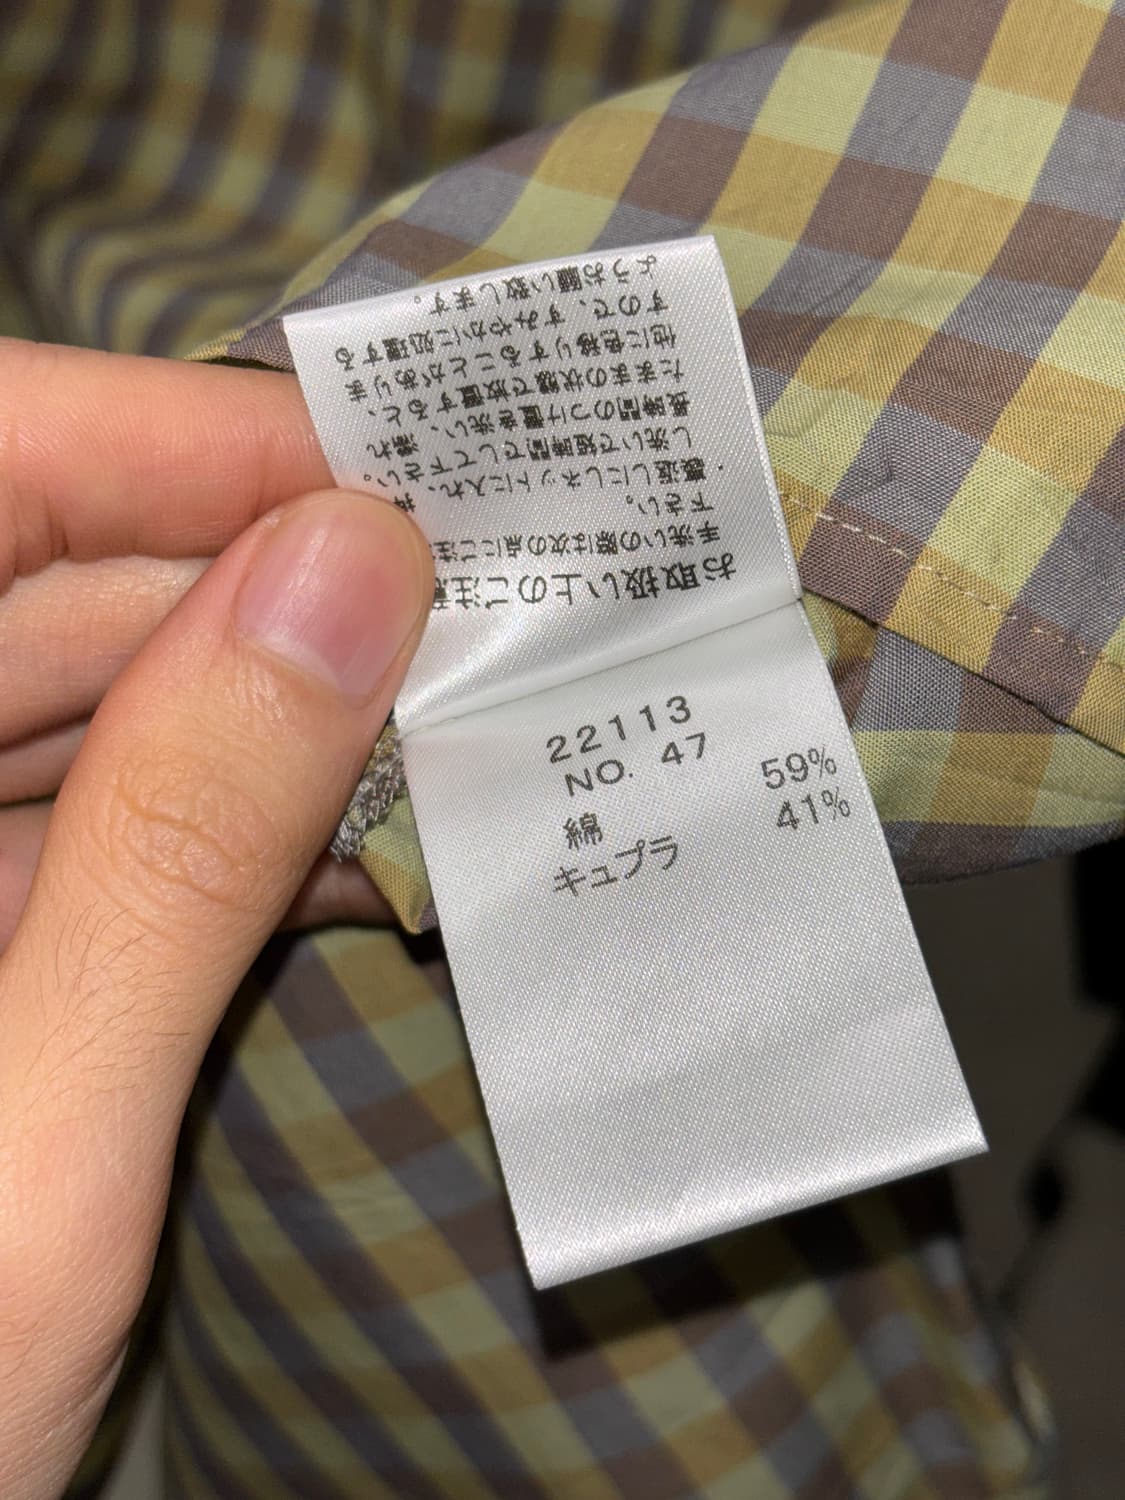 お取扱い上のご注意
手洗いの際は次の点にご注
下さい。
・裏返しにしネットに入れ、押
し洗いで短時間でして下さい。
長時間のつけ置き洗い、濡れ
たままの状態で放置すると、
他に色移りすることがありま
すので、すみやかに処理する
ようお願い致します。
22113
NO. 47
綿 59%
キュプラ 41%